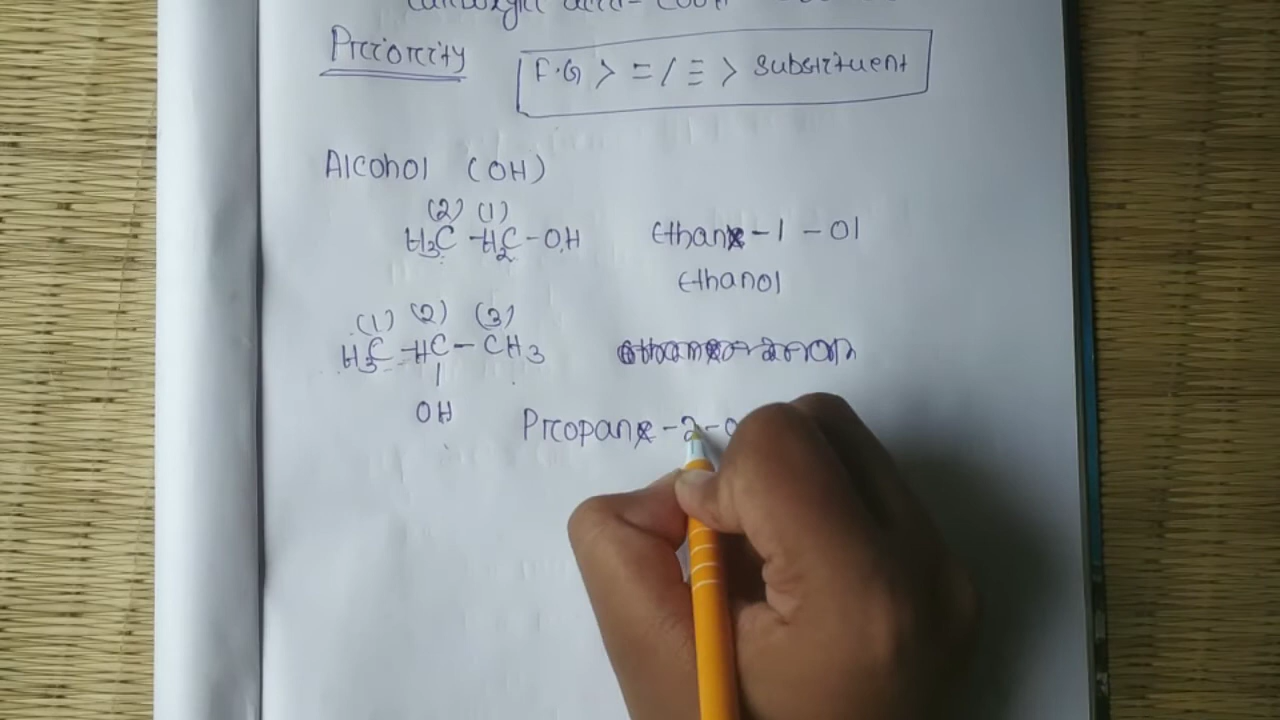 Priority
F.G > = / ≡ > Substituent
Alcohol (OH)
(2) (1)
H3C - H2C - OH Ethane - 1 - ol
Ethanol
(1) (2) (3)
H3C - HC - CH3
|
OH
Propane - 2 - o